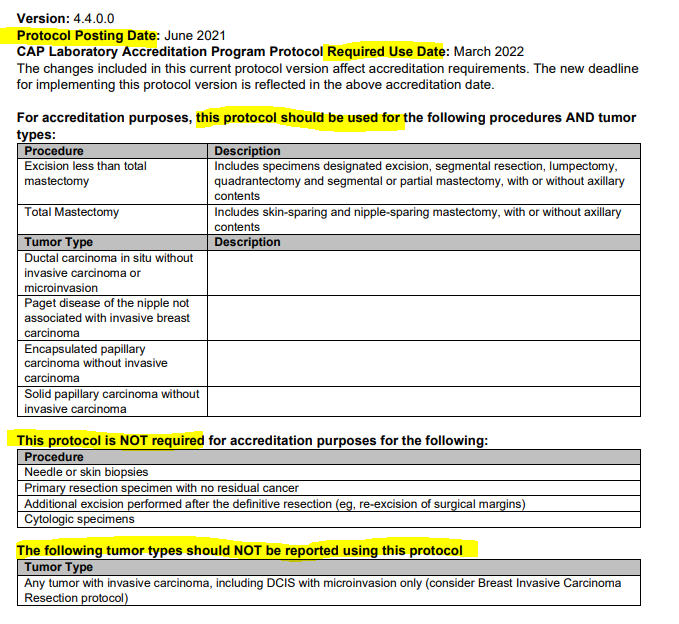 Version: 4.4.0.0
Protocol Posting Date: June 2021
CAP Laboratory Accreditation Program Protocol Required Use Date: March 2022
The changes included in this current protocol version affect accreditation requirements. The new deadline
for implementing this protocol version is reflected in the above accreditation date.
For accreditation purposes, this protocol should be used for the following procedures AND tumor
types:
Procedure Description
Excision less than total Includes specimens designated excision, segmental resection, lumpectomy,
mastectomy quadrantectomy and segmental or partial mastectomy, with or without axillary
contents
Total Mastectomy Includes skin-sparing and nipple-sparing mastectomy, with or without axillary
contents
Tumor Type Description
Ductal carcinoma in situ without
invasive carcinoma or
microinvasion
Paget disease of the nipple not
associated with invasive breast
carcinoma
Encapsulated papillary
carcinoma without invasive
carcinoma
Solid papillary carcinoma without
invasive carcinoma
This protocol is NOT required for accreditation purposes for the following:
Procedure
Needle or skin biopsies
Primary resection specimen with no residual cancer
Additional excision performed after the definitive resection (eg, re-excision of surgical margins)
Cytologic specimens
The following tumor types should NOT be reported using this protocol
Tumor Type
Any tumor with invasive carcinoma, including DCIS with microinvasion only (consider Breast Invasive Carcinoma
Resection protocol)